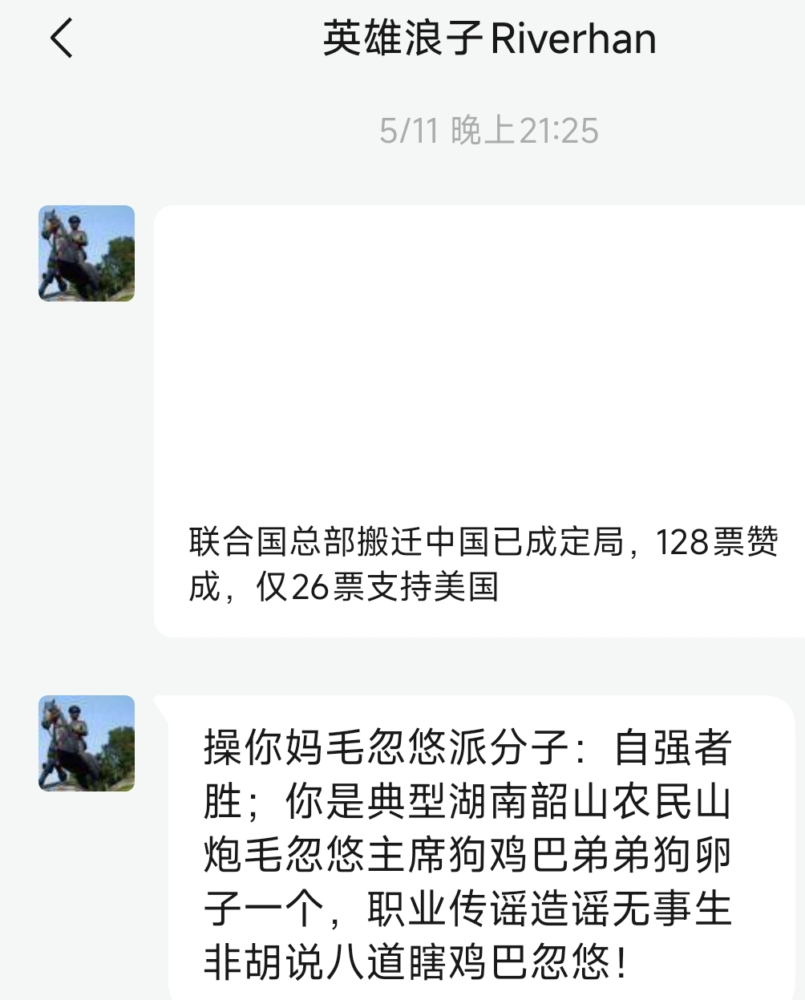 英雄浪子Riverhan
5/11 晚上21:25
联合国总部搬迁中国已成定局，128票赞
成，仅26票支持美国
操你妈毛忽悠派分子：自强者
胜；你是典型湖南韶山农民山
炮毛忽悠主席狗鸡巴弟弟狗卵
子一个，职业传谣造谣无事生
非胡说八道瞎鸡巴忽悠！